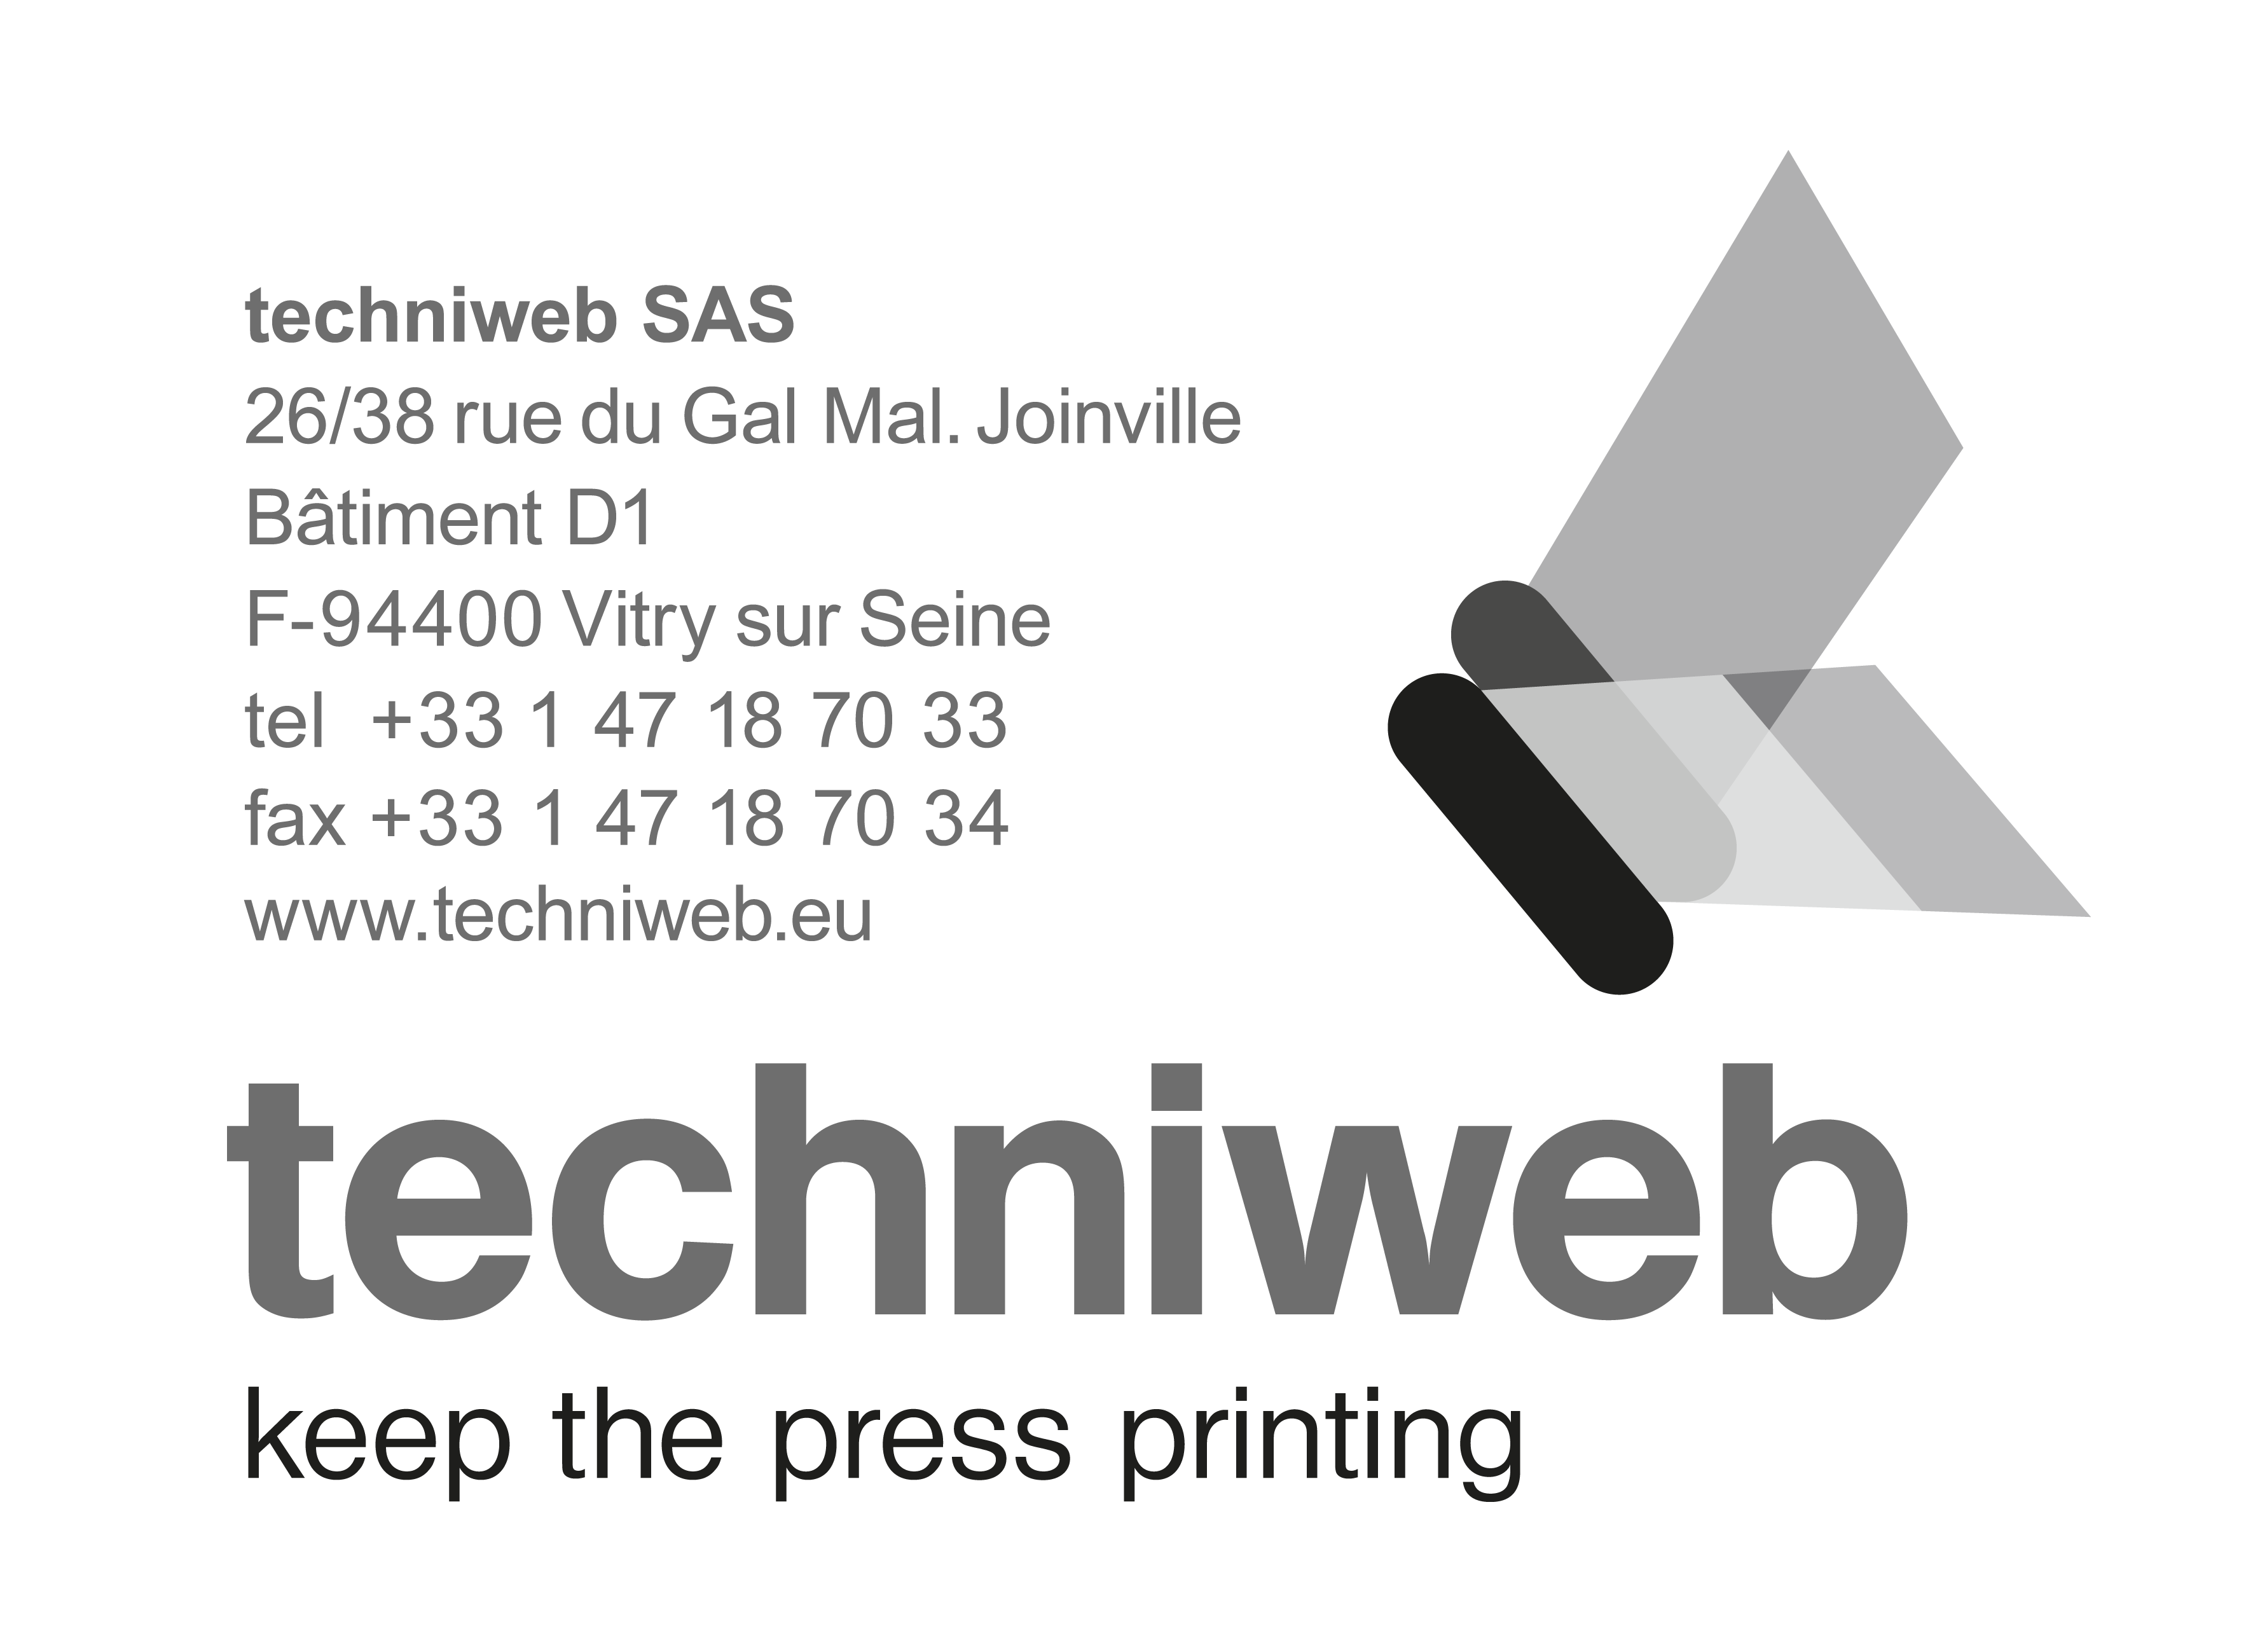 techniweb SAS
26/38 rue du Gal Mal. Joinville
Bâtiment D1
F-94400 Vitry sur Seine
tel +33 1 47 18 70 33
fax +33 1 47 18 70 34
www.techniweb.eu
techniweb
keep the press printing